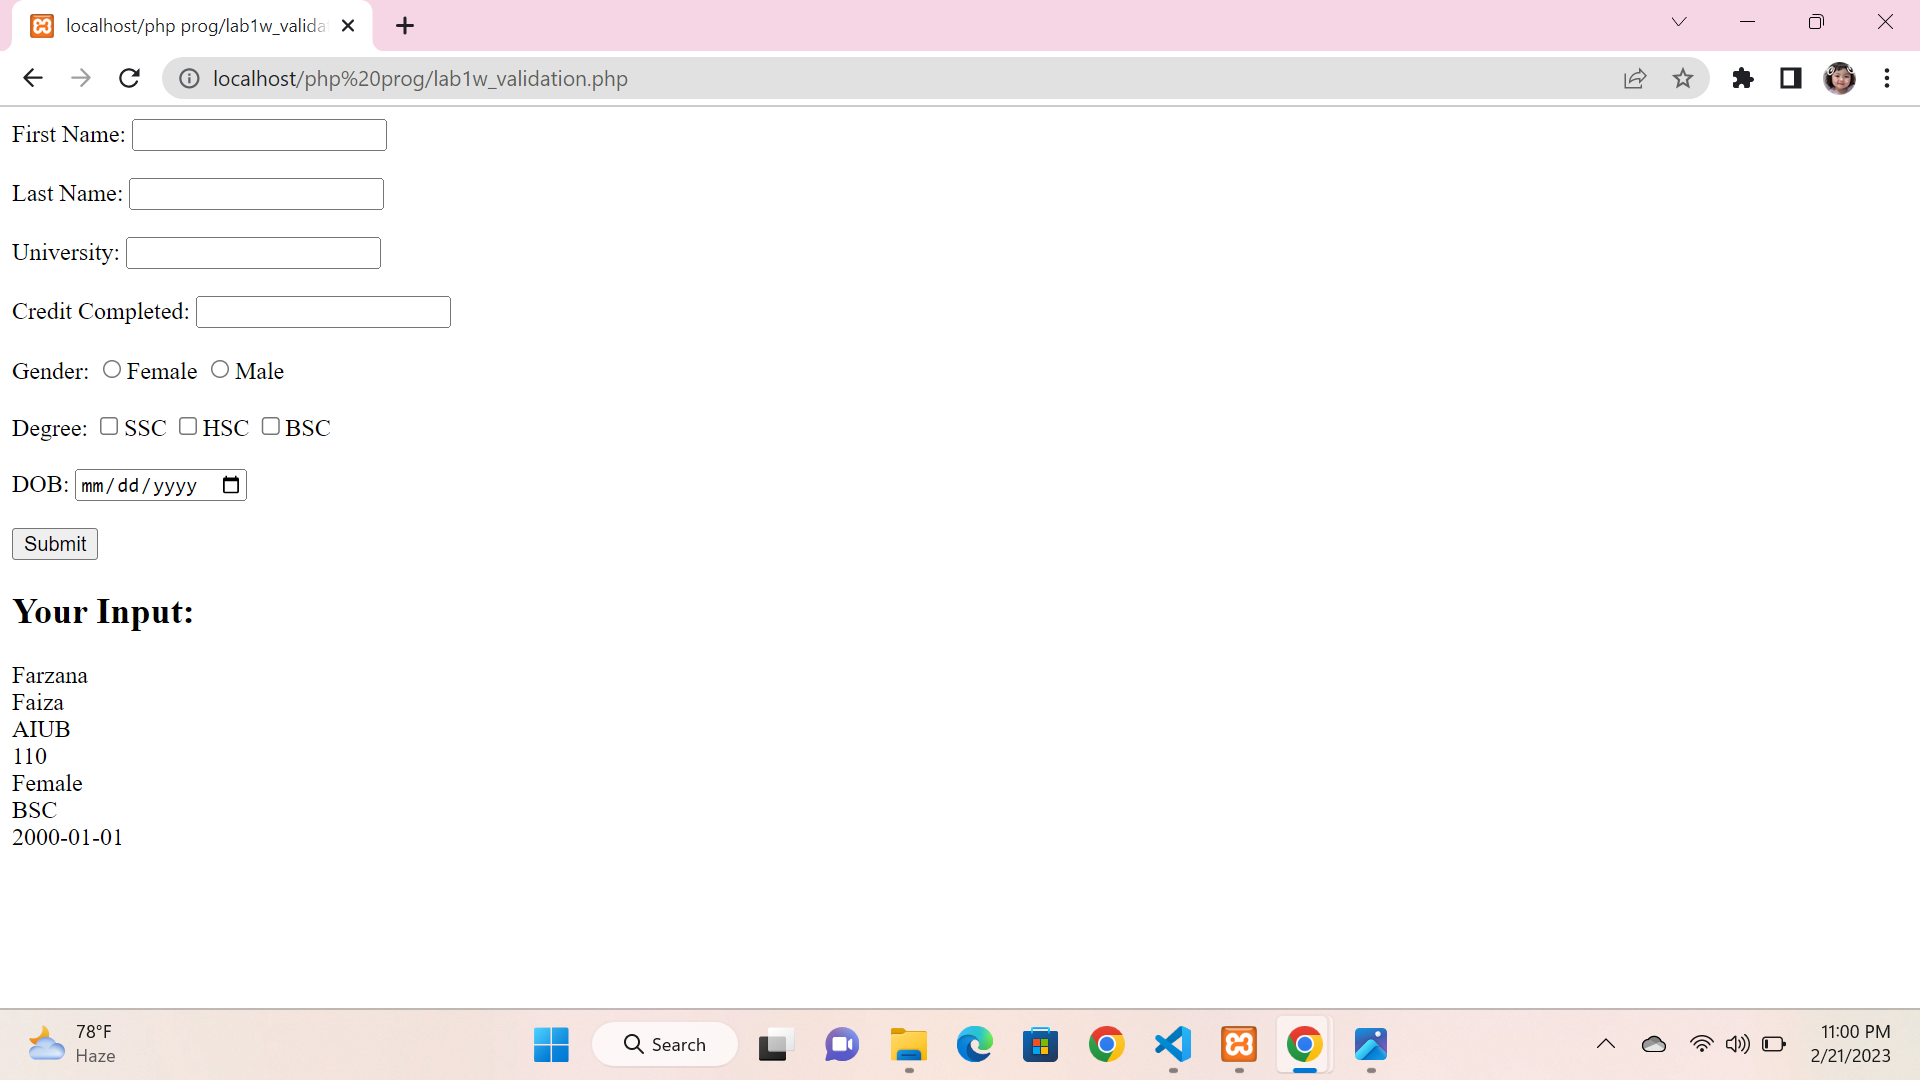 localhost/php prog/lab1w_valida
localhost/php%20prog/lab1w_validation.php
First Name:
Last Name:
University:
Credit Completed:
Gender: Female Male
Degree: SSC HSC BSC
DOB: mm/dd/yyyy
Submit
Your Input:
Farzana
Faiza
AIUB
110
Female
BSC
2000-01-01
78°F
Haze
Search
11:00 PM
2/21/2023